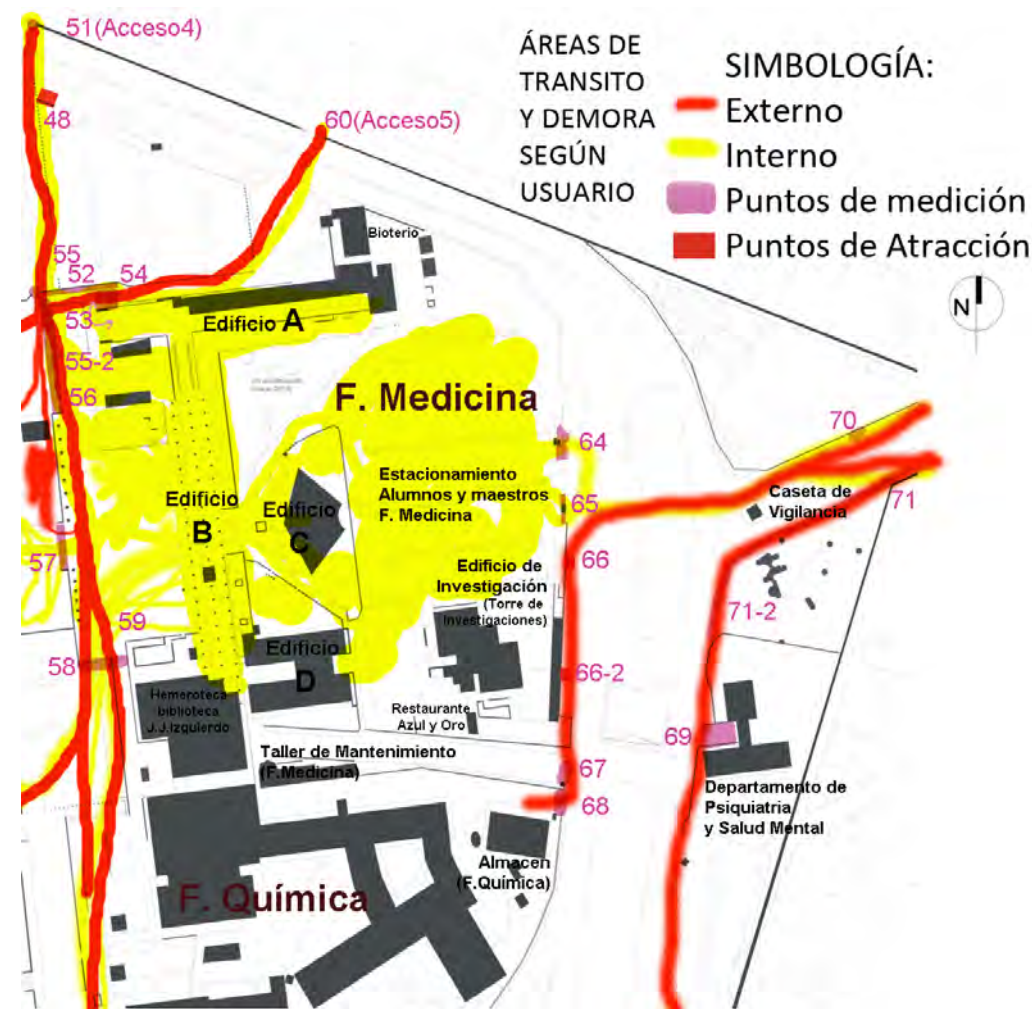 ÁREAS DE
TRANSITO
Y DEMORA
SEGÚN
USUARIO
SIMBOLOGÍA:
Externo
Interno
Puntos de medición
Puntos de Atracción
N
51(Acceso4)
48
60(Acceso5)
Bioterio
55
52
54
53
Edificio A
55-2
56
F. Medicina
64
70
Estacionamiento
Alumnos y maestros
F. Medicina
65
Caseta de
Vigilancia
71
Edificio
B
Edificio
C
57
66
Edificio de
Investigación
(Torre de
Investigaciones)
71-2
59
58
Edificio
D
66-2
Hemeroteca
biblioteca
J.J.Izguierdo
Restaurante
Azul y Oro
69
Taller de Mantenimiento
(F.Medicina)
67
68
Departamento de
Psiquiatria
y Salud Mental
Almacen
(F.Química)
F. Química